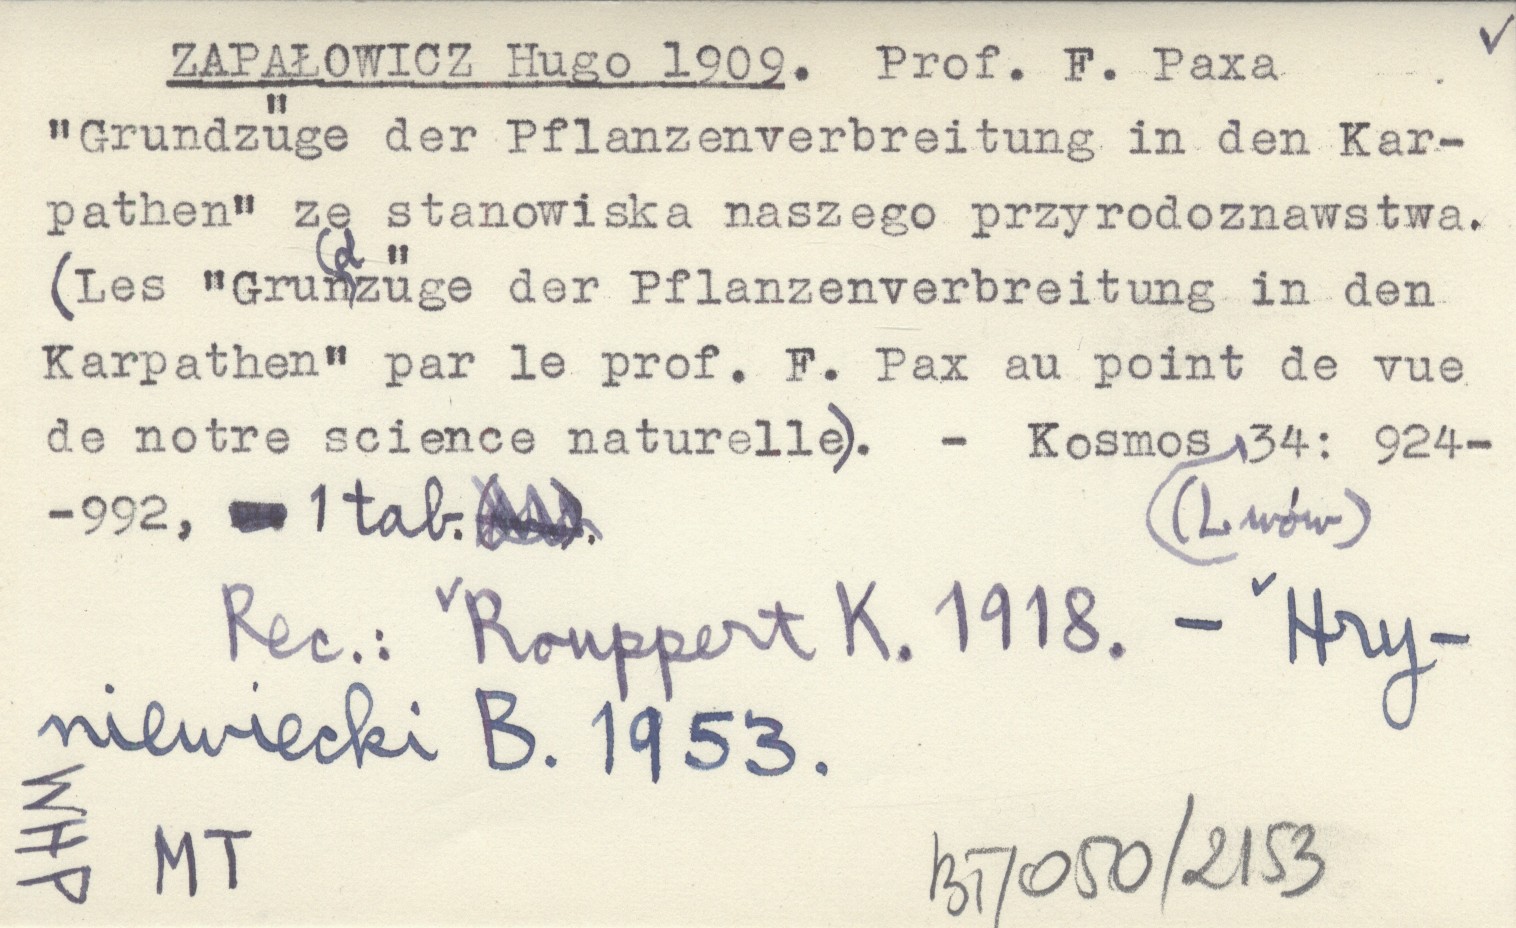 ZAPAŁOWICZ Hugo 1909. Prof. F. Paxa
"Grundzüge der Pflanzenverbreitung in den Kar-
pathen" ze stanowiska naszego przyrodoznawstwa.
(Les "Grundzüge der Pflanzenverbreitung in den
Karpathen" par le prof. F. Pax au point de vue
de notre science naturelle). - Kosmos (Lwów) 34: 924-
-992, 1 tab.
Rec.: Rouppert K. 1918. - Hry-
niewiecki B. 1953.
WHP
MT
BT/050/2153